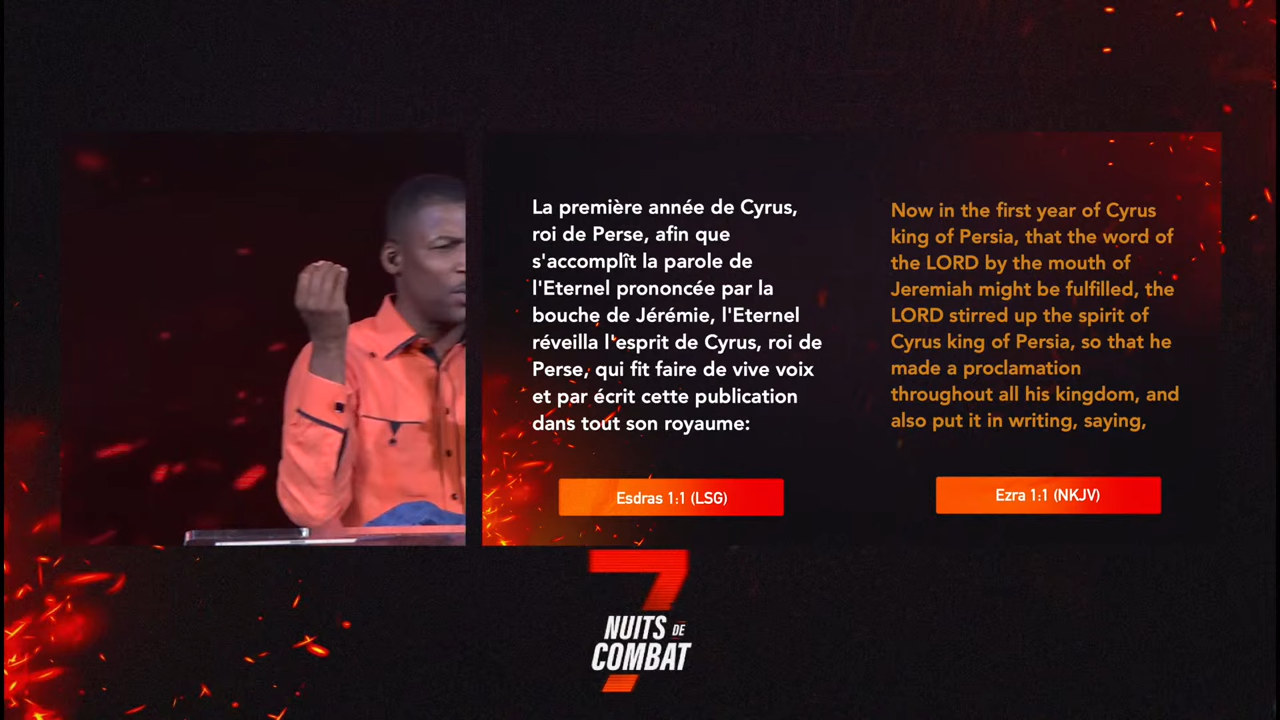 La première année de Cyrus,
roi de Perse, afin que
s'accomplît la parole de
l'Eternel prononcée par la
bouche de Jérémie, l'Eternel
réveilla l'esprit de Cyrus, roi de
Perse, qui fit faire de vive voix
et par écrit cette publication
dans tout son royaume:
Esdras 1:1 (LSG)
Now in the first year of Cyrus
king of Persia, that the word of
the LORD by the mouth of
Jeremiah might be fulfilled, the
LORD stirred up the spirit of
Cyrus king of Persia, so that he
made a proclamation
throughout all his kingdom, and
also put it in writing, saying,
Ezra 1:1 (NKJV)
7
NUITS DE
COMBAT